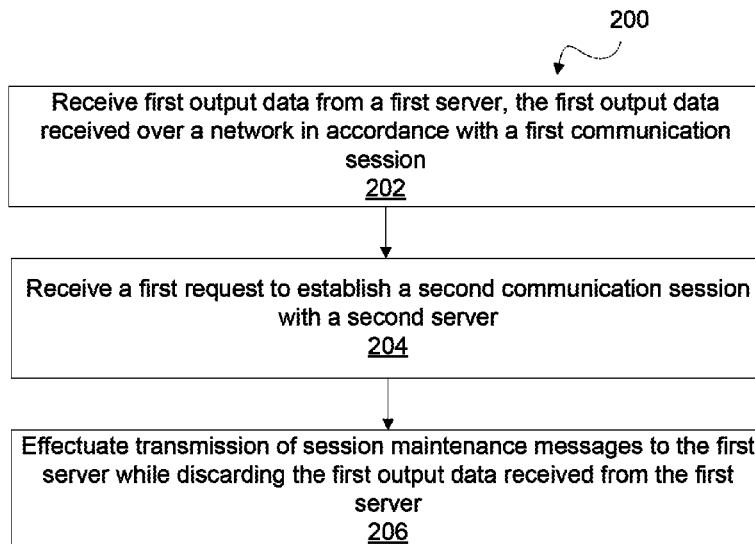 200
Receive first output data from a first server, the first output data
received over a network in accordance with a first communication
session
202
Receive a first request to establish a second communication session
with a second server
204
Effectuate transmission of session maintenance messages to the first
server while discarding the first output data received from the first
server
206